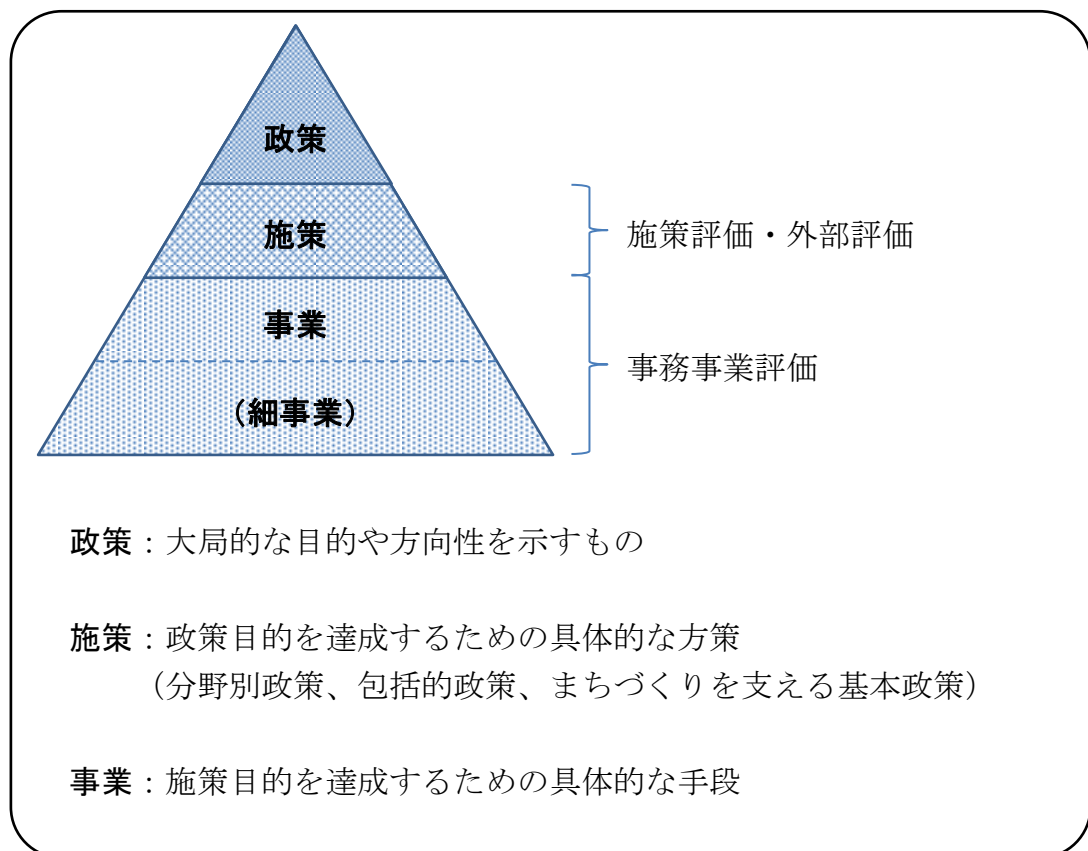 政策
施策
施策評価・外部評価
事業
事務事業評価
(細事業)
政策：大局的な目的や方向性を示すもの
施策：政策目的を達成するための具体的な方策
（分野別政策、包括的政策、まちづくりを支える基本政策）
事業：施策目的を達成するための具体的な手段